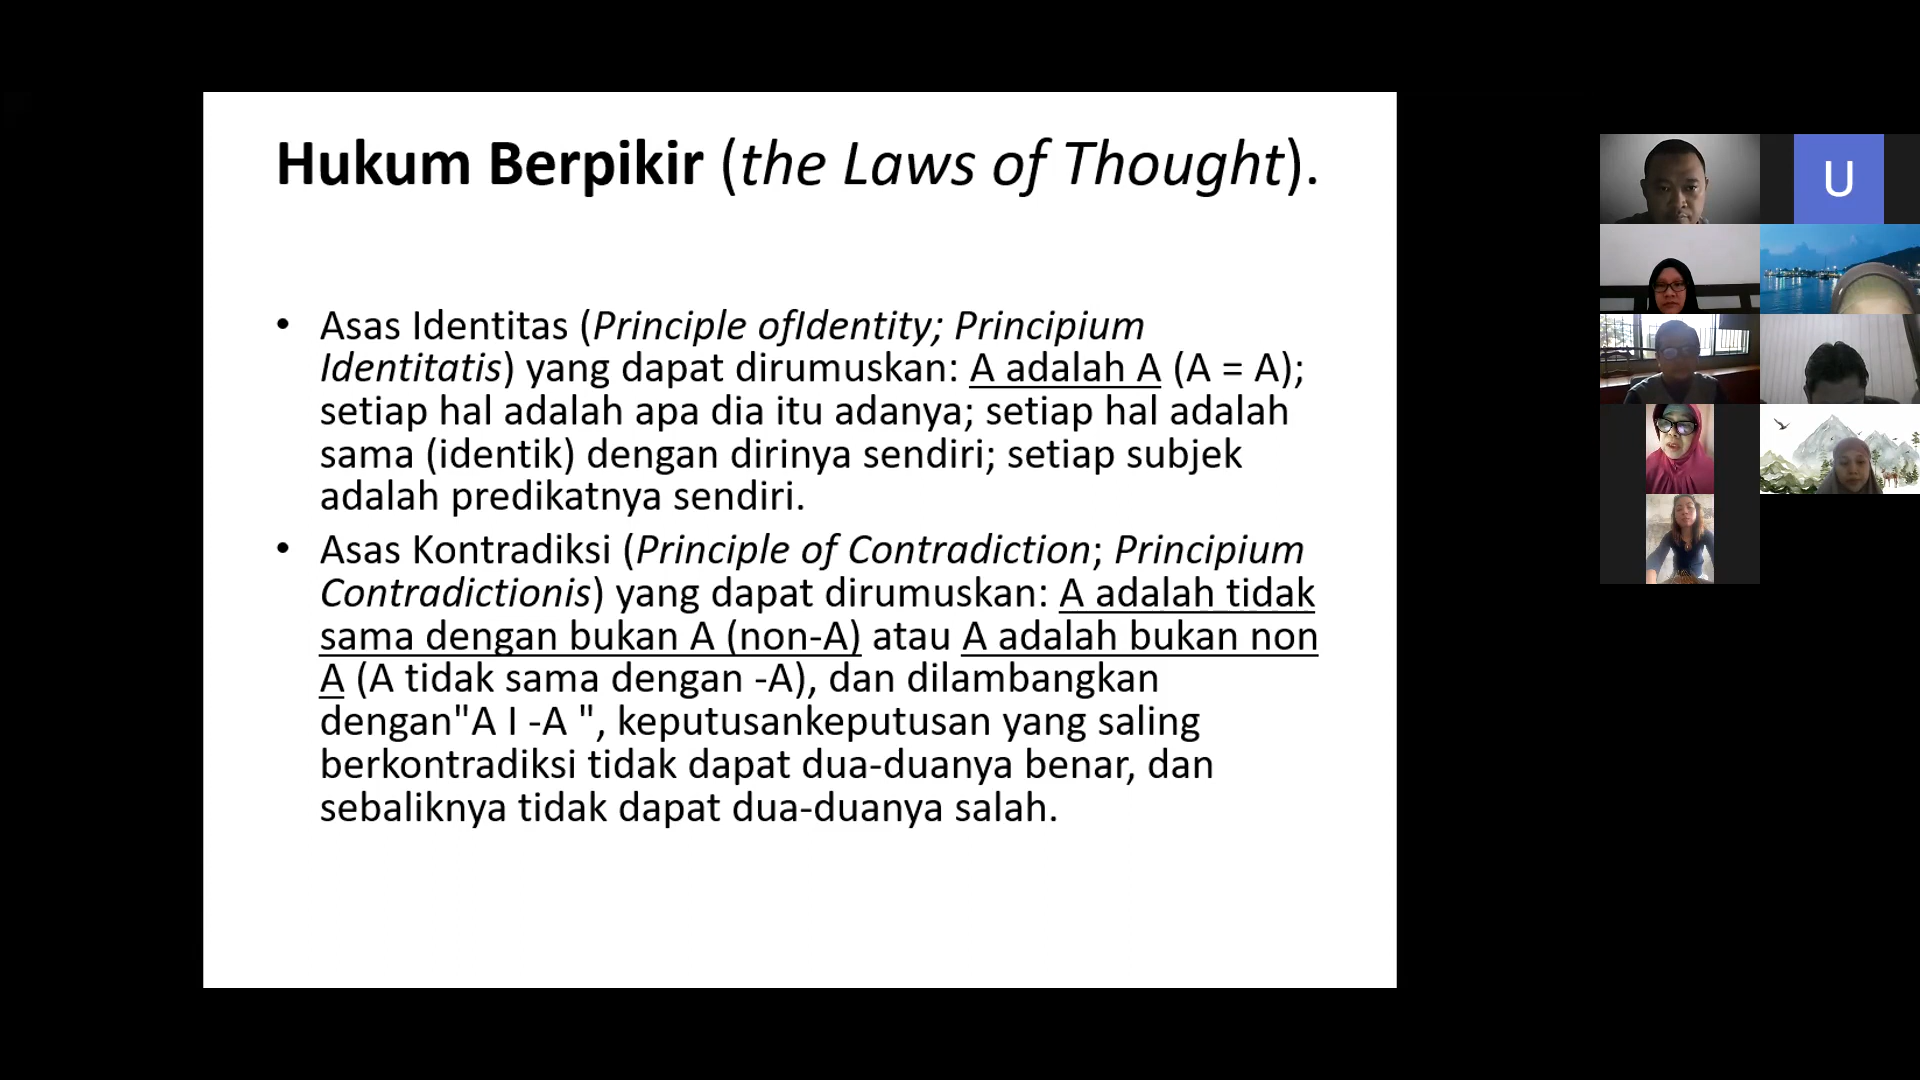 Hukum Berpikir (the Laws of Thought).
• Asas Identitas (Principle ofIdentity; Principium
Identitatis) yang dapat dirumuskan: A adalah A (A = A);
setiap hal adalah apa dia itu adanya; setiap hal adalah
sama (identik) dengan dirinya sendiri; setiap subjek
adalah predikatnya sendiri.
• Asas Kontradiksi (Principle of Contradiction; Principium
Contradictionis) yang dapat dirumuskan: A adalah tidak
sama dengan bukan A (non-A) atau A adalah bukan non
A (A tidak sama dengan -A), dan dilambangkan
dengan"A I -A ", keputusankeputusan yang saling
berkontradiksi tidak dapat dua-duanya benar, dan
sebaliknya tidak dapat dua-duanya salah.
U